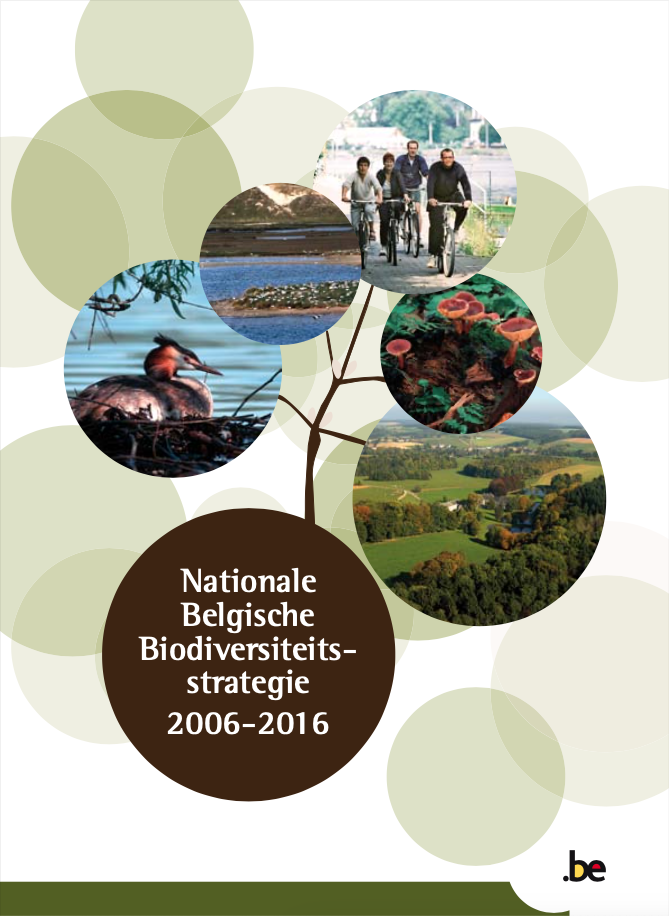 Nationale
Belgische
Biodiversiteits-
strategie
2006-2016
.be